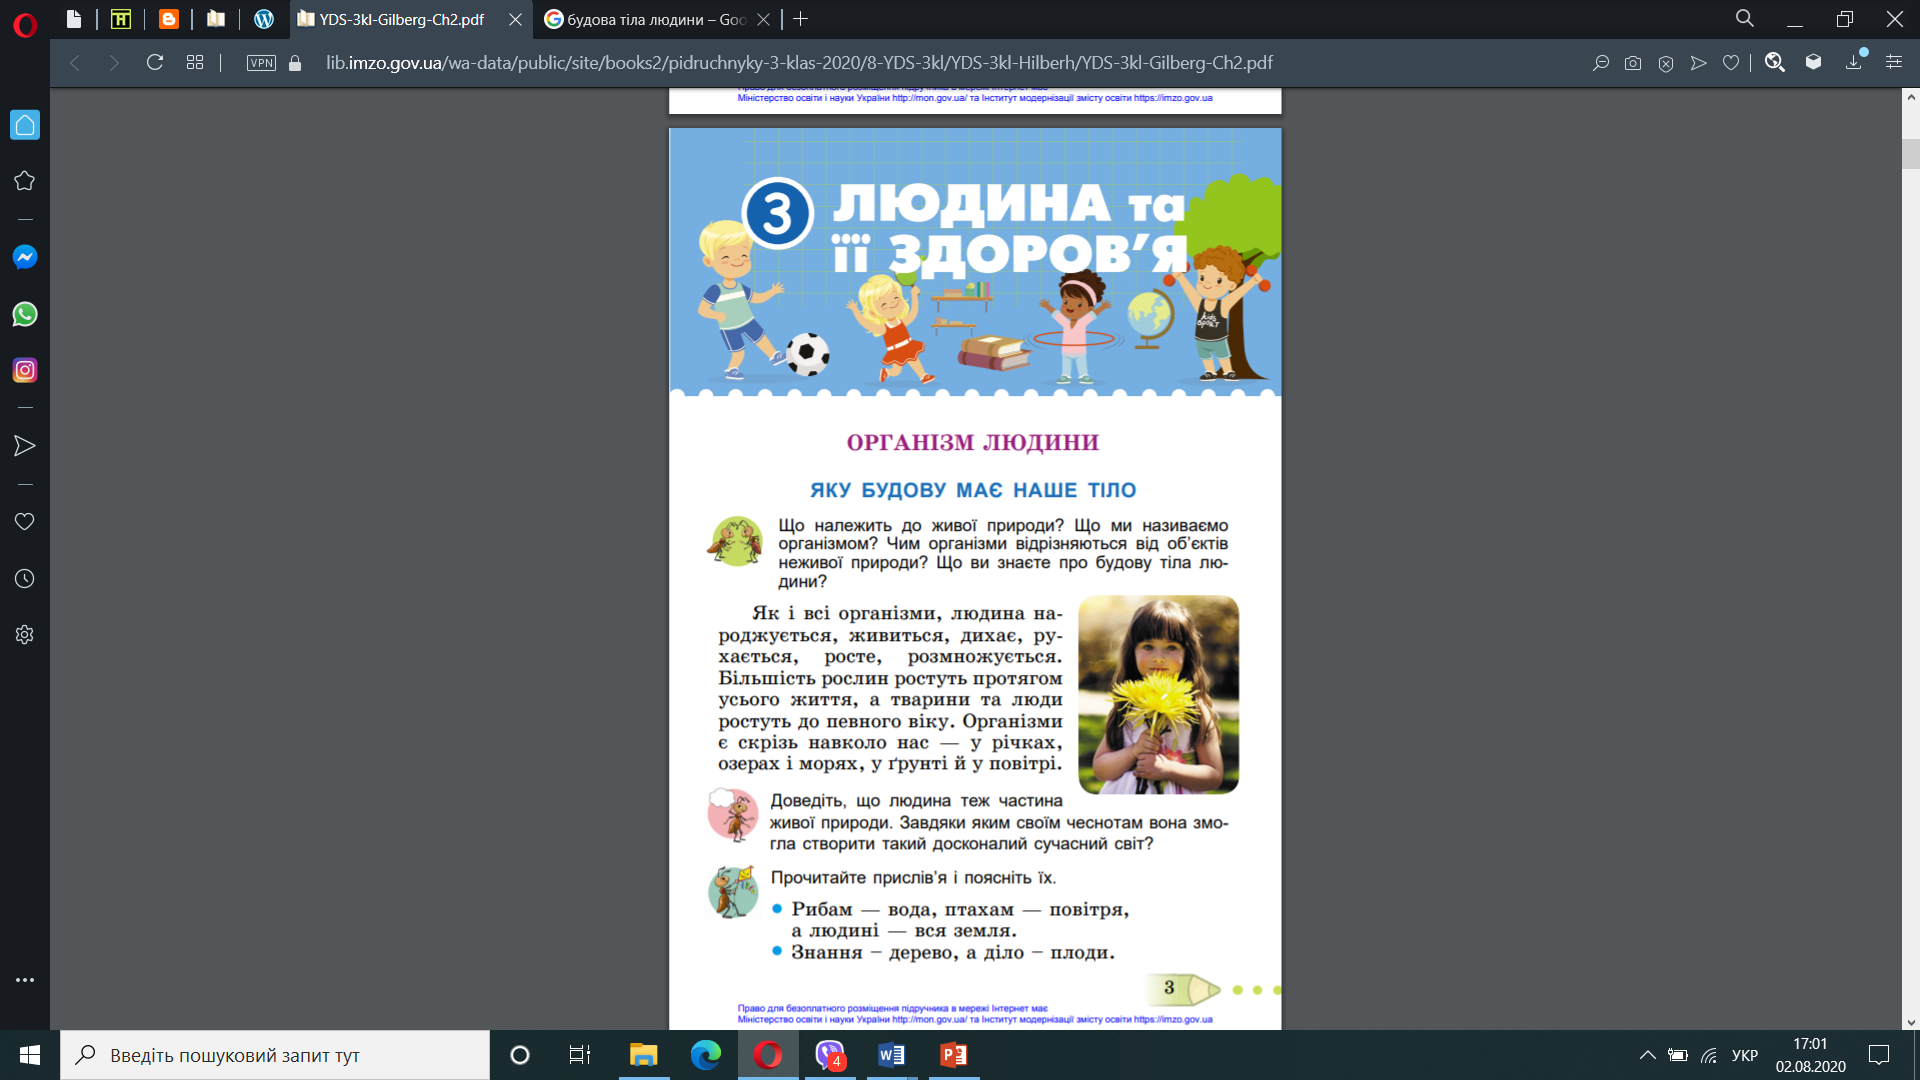 YDS-3kl-Gilberg-Ch2.pdf
будова тіла людини – Goo
VPN
lib.imzo.gov.ua/wa-data/public/site/books2/pidruchnyky-3-klas-2020/8-YDS-3kl/YDS-3kl-Hilberh/YDS-3kl-Gilberg-Ch2.pdf
Міністерство освіти і науки України http://mon.gov.ua/ та Інститут модернізації змісту освіти https://imzo.gov.ua
3
ЛЮДИНА та
її ЗДОРОВ’Я
ОРГАНІЗМ ЛЮДИНИ
ЯКУ БУДОВУ МАЄ НАШЕ ТІЛО
Що належить до живої природи? Що ми називаємо
організмом? Чим організми відрізняються від об’єктів
неживої природи? Що ви знаєте про будову тіла лю-
дини?
Як і всі організми, людина на-
роджується, живиться, дихає, ру-
хається, росте, розмножується.
Більшість рослин ростуть протягом
усього життя, а тварини та люди
ростуть до певного віку. Організми
є скрізь навколо нас — у річках,
озерах і морях, у ґрунті й у повітрі.
Доведіть, що людина теж частина
живої природи. Завдяки яким своїм чеснотам вона змо-
гла створити такий досконалий сучасний світ?
Прочитайте прислів’я і поясніть їх.
• Рибам — вода, птахам — повітря,
а людині — вся земля.
• Знання – дерево, а діло – плоди.
3
Право для безоплатного розміщення підручника в мережі Інтернет має
Міністерство освіти і науки України http://mon.gov.ua/ та Інститут модернізації змісту освіти https://imzo.gov.ua
Введіть пошуковий запит тут
4
УКР
17:01
02.08.2020